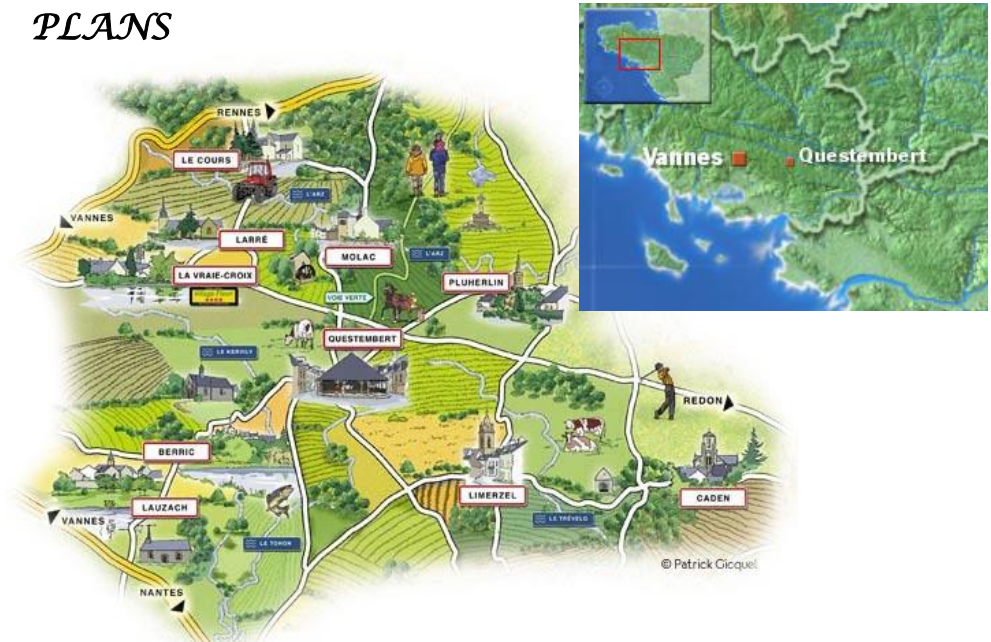 PLANS
RENNES
LE COURS
L'ARZ
VANNES
LARRÉ
MOLAC
L'ARZ
LA VRAIE-CROIX
PLUHERLIN
VOIE VERTE
QUESTEMBERT
LE KERVILY
REDON
BERRIC
LIMERZEL
CADEN
LAUZACH
VANNES
LE TRÉVELO
LE TOHON
NANTES
© Patrick Gicquel
Vannes
Questembert